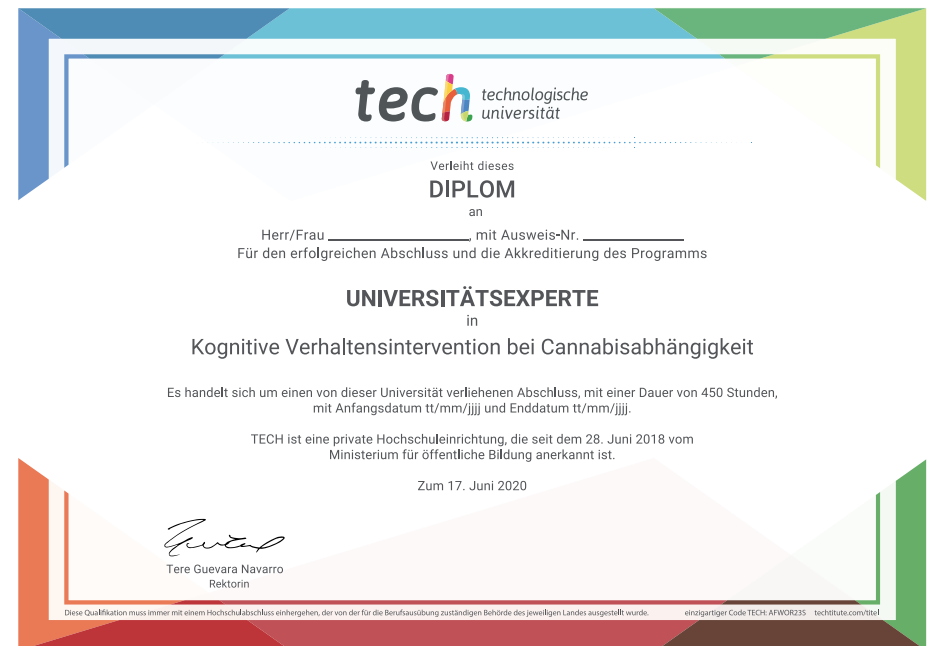 tech technologische
universität
Verleiht dieses
DIPLOM
an
Herr/Frau ____________________, mit Ausweis-Nr. ______________
Für den erfolgreichen Abschluss und die Akkreditierung des Programms
UNIVERSITÄTSEXPERTE
in
Kognitive Verhaltensintervention bei Cannabisabhängigkeit
Es handelt sich um einen von dieser Universität verliehenen Abschluss, mit einer Dauer von 450 Stunden,
mit Anfangsdatum tt/mm/jjjj und Enddatum tt/mm/jjjj.
TECH ist eine private Hochschuleinrichtung, die seit dem 28. Juni 2018 vom
Ministerium für öffentliche Bildung anerkannt ist.
Zum 17. Juni 2020
Tere Guevara Navarro
Rektorin
Diese Qualifikation muss immer mit einem Hochschulabschluss einhergehen, der von der für die Berufsausübung zuständigen Behörde des jeweiligen Landes ausgestellt wurde. einzigartiger Code TECH: AFWOR23S techtitute.com/titel